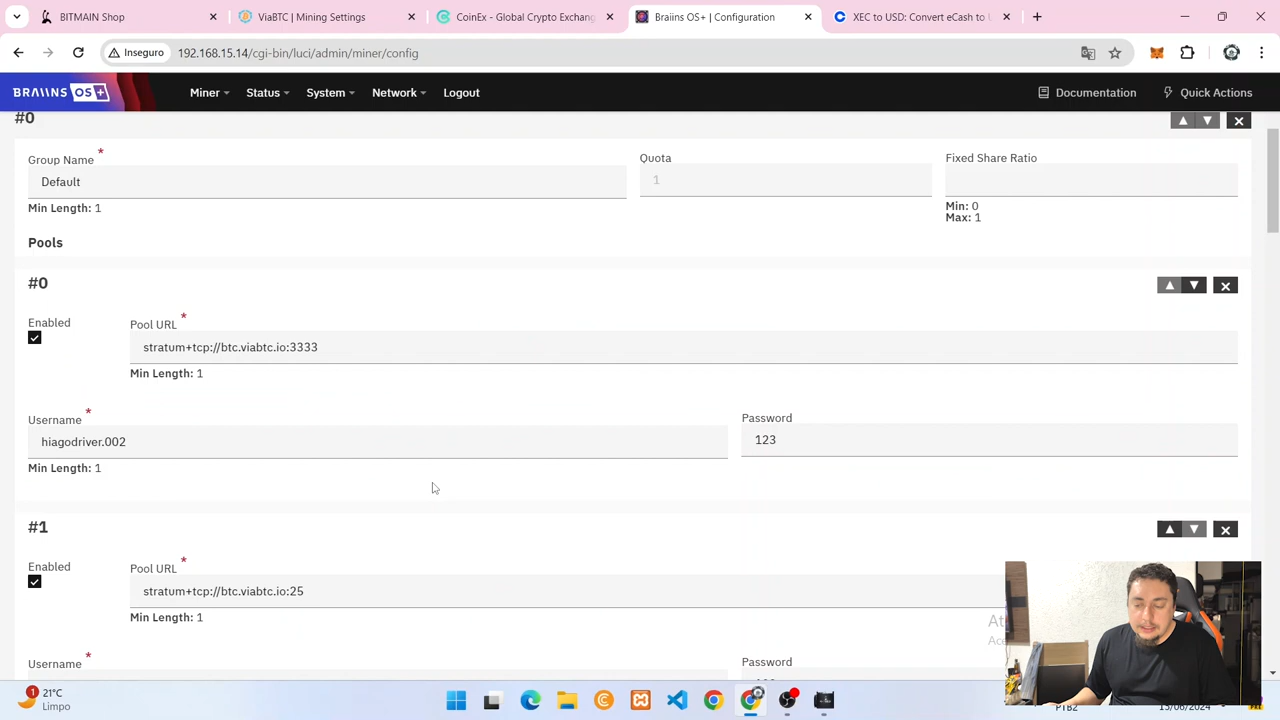 BITMAIN Shop
ViaBTC | Mining Settings
CoinEx - Global Crypto Exchang
Braiins OS+ | Configuration
XEC to USD: Convert eCash to U
Inseguro
192.168.15.14/cgi-bin/luci/admin/miner/config
BRAIINS OS+
Miner
Status
System
Network
Logout
Documentation
Quick Actions
#0
Group Name *
Quota
Fixed Share Ratio
Default
1
Min Length: 1
Min: 0
Max: 1
Pools
#0
Enabled
Pool URL *
stratum+tcp://btc.viabtc.io:3333
Min Length: 1
Username *
Password
hiagodriver.002
123
Min Length: 1
#1
Enabled
Pool URL *
stratum+tcp://btc.viabtc.io:25
Min Length: 1
Username *
Password
1
21°C
Limpo
PTB2
13/06/2024